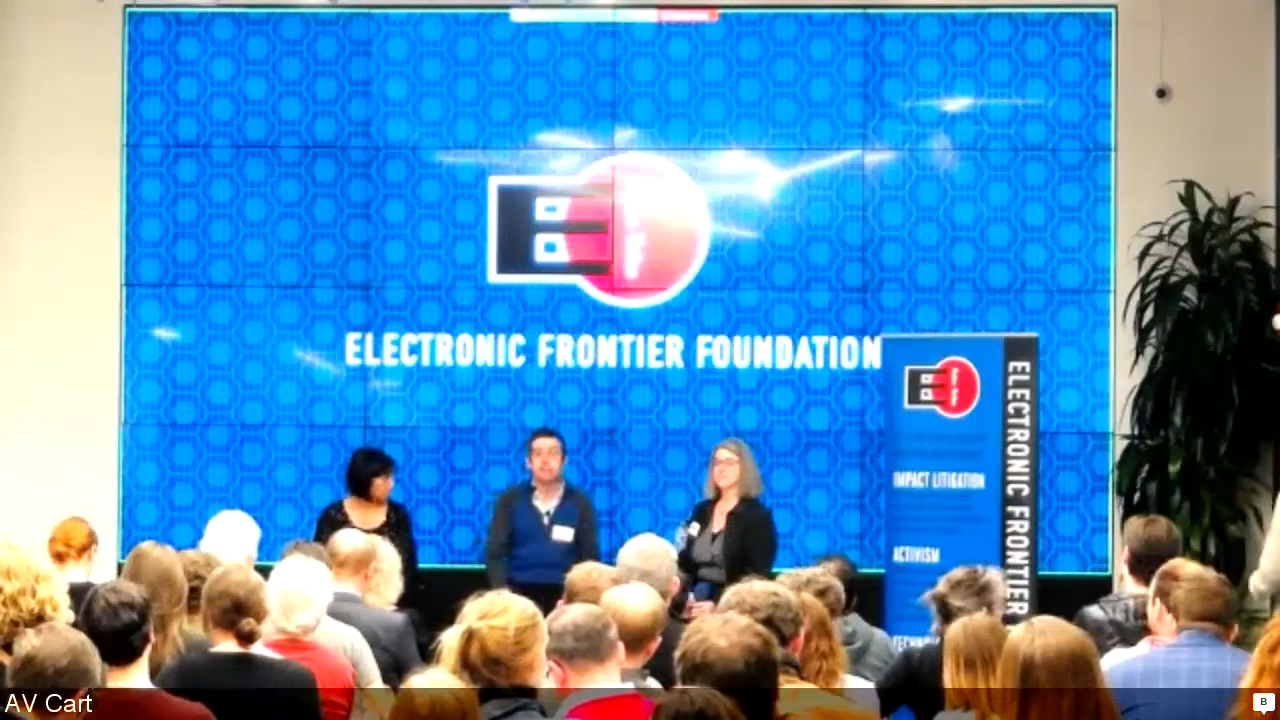 ELECTRONIC FRONTIER FOUNDATION
IMPACT LITIGATION
ACTIVISM
ELECTRONIC FRONTIER
AV Cart
B